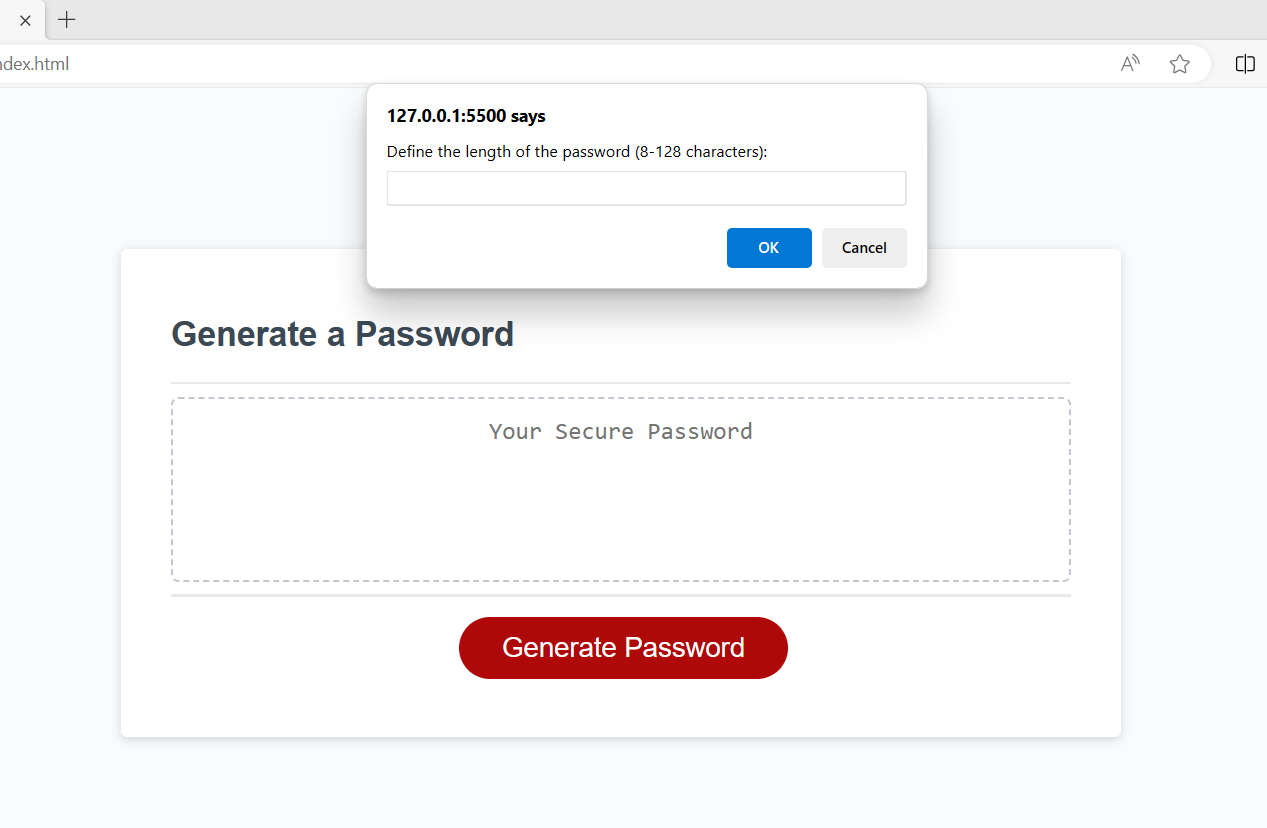 ndex.html
127.0.0.1:5500 says
Define the length of the password (8-128 characters):
OK Cancel
Generate a Password
Your Secure Password
Generate Password